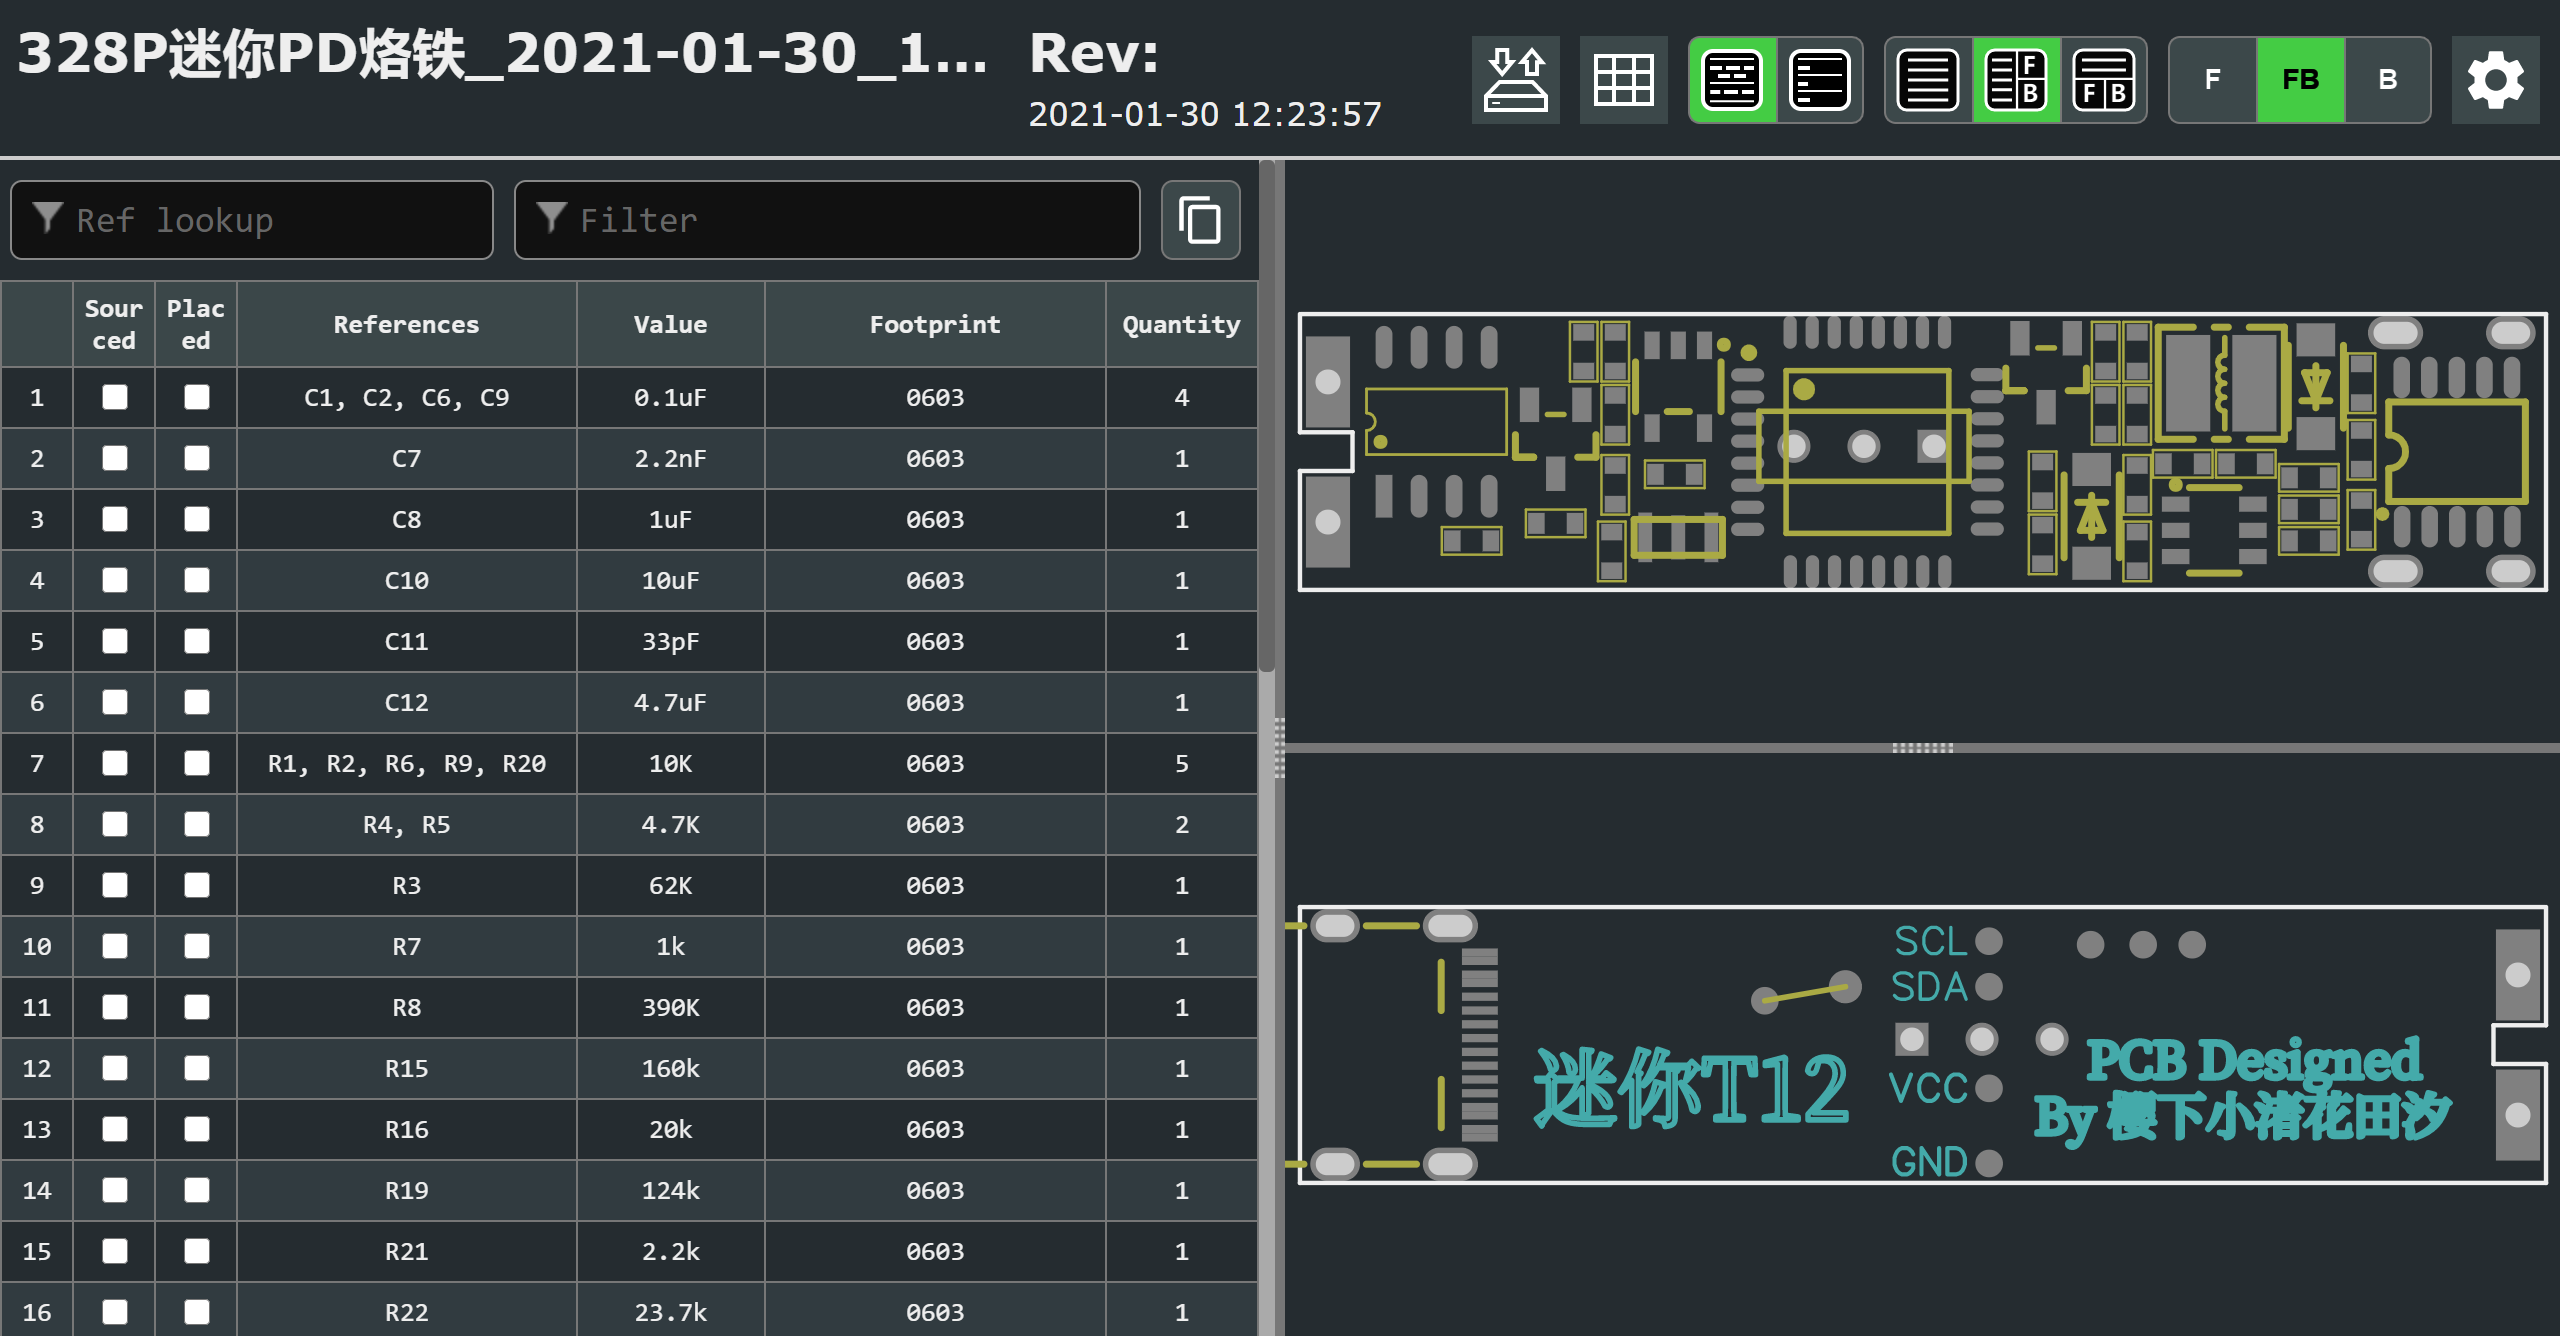 328P迷你PD烙铁_2021-01-30_1...
Rev:
2021-01-30 12:23:57
F
B
F B
F
FB
B
Ref lookup
Filter
Sourced Placed References Value Footprint Quantity
1 C1, C2, C6, C9 0.1uF 0603 4
2 C7 2.2nF 0603 1
3 C8 1uF 0603 1
4 C10 10uF 0603 1
5 C11 33pF 0603 1
6 C12 4.7uF 0603 1
7 R1, R2, R6, R9, R20 10K 0603 5
8 R4, R5 4.7K 0603 2
9 R3 62K 0603 1
10 R7 1k 0603 1
11 R8 390K 0603 1
12 R15 160k 0603 1
13 R16 20k 0603 1
14 R19 124k 0603 1
15 R21 2.2k 0603 1
16 R22 23.7k 0603 1
SCL
SDA
VCC
GND
迷你T12
PCB Designed
By 樱下小渚花田汐